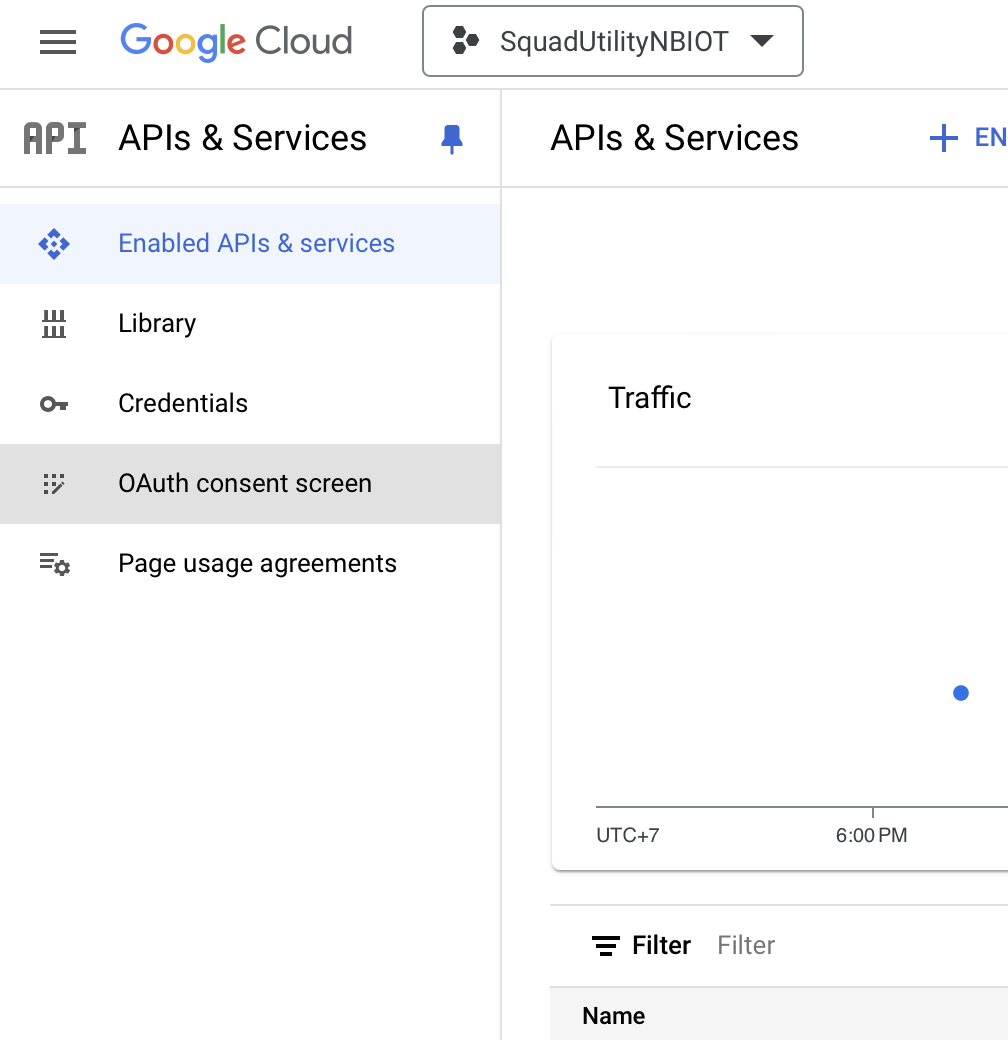 Google Cloud
SquadUtilityNBIOT
API APIs & Services
APIs & Services
EN
Enabled APIs & services
Library
Credentials
OAuth consent screen
Page usage agreements
Traffic
UTC+7
6:00 PM
Filter Filter
Name